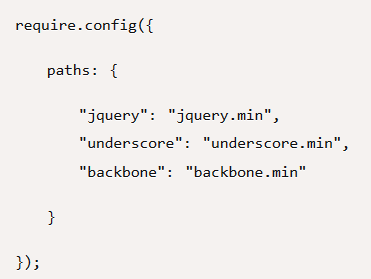 require.config({
paths: {
"jquery": "jquery.min",
"underscore": "underscore.min",
"backbone": "backbone.min"
}
});